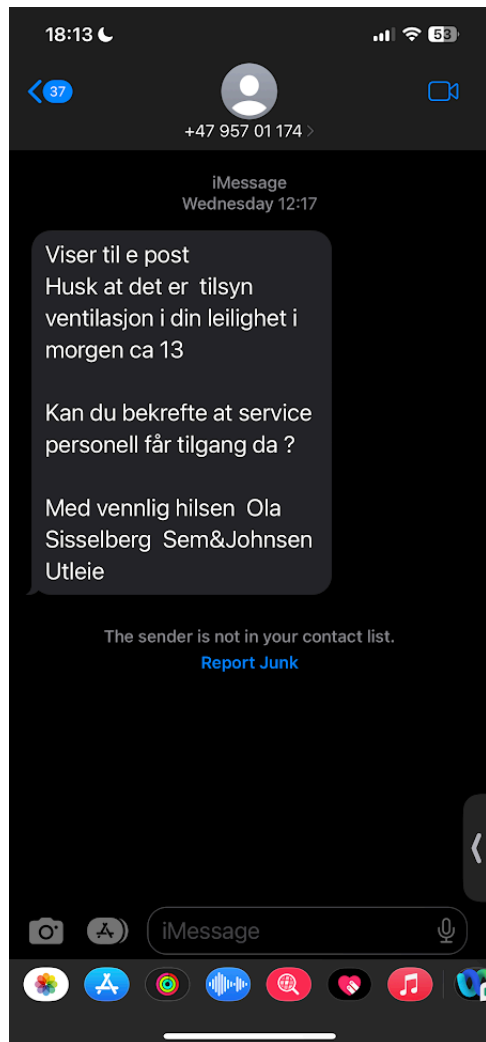 18:13
53
37
+47 957 01 174 >
iMessage
Wednesday 12:17
Viser til e post
Husk at det er tilsyn
ventilasjon i din leilighet i
morgen ca 13
Kan du bekrefte at service
personell får tilgang da ?
Med vennlig hilsen Ola
Sisselberg Sem&Johnsen
Utleie
The sender is not in your contact list.
Report Junk
iMessage